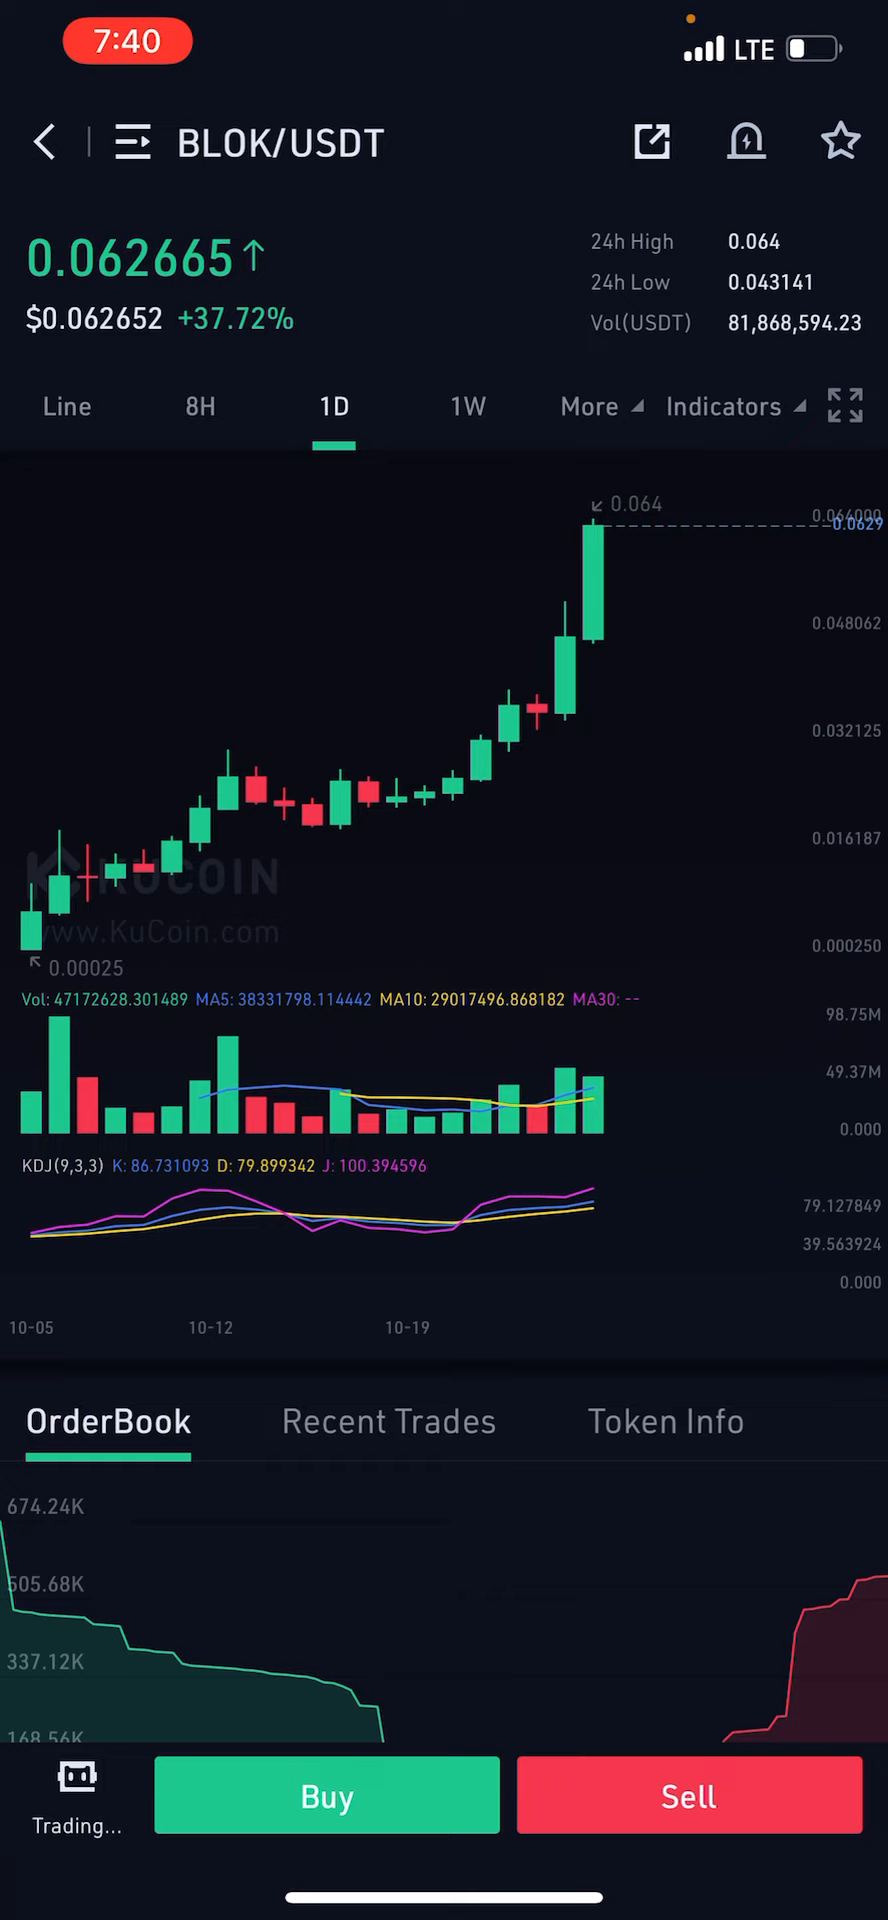 7:40
LTE
BLOK/USDT
0.062665↑
24h High 0.064
24h Low 0.043141
$0.062652 +37.72%
Vol(USDT) 81,868,594.23
Line 8H 1D 1W More Indicators
0.064
0.064000
0.0629
0.048062
0.032125
0.016187
KUCOIN
www.KuCoin.com
0.000250
0.00025
Vol: 47172628.301489 MA5: 38331798.114442 MA10: 29017496.868182 MA30: --
98.75M
49.37M
0.000
KDJ(9,3,3) K: 86.731093 D: 79.899342 J: 100.394596
79.127849
39.563924
0.000
10-05 10-12 10-19
OrderBook Recent Trades Token Info
674.24K
505.68K
337.12K
168.56K
Buy Sell
Trading...